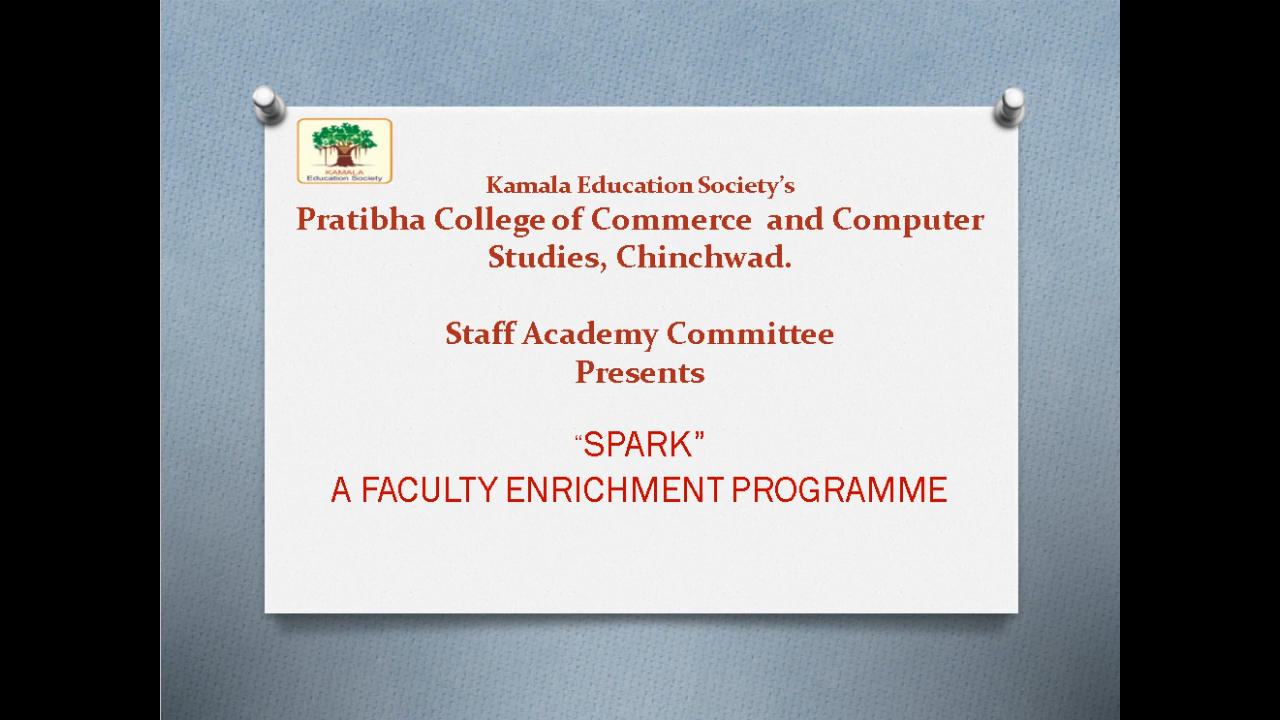 KAMALA
Education Society
Kamala Education Society’s
Pratibha College of Commerce and Computer
Studies, Chinchwad.
Staff Academy Committee
Presents
“SPARK”
A FACULTY ENRICHMENT PROGRAMME